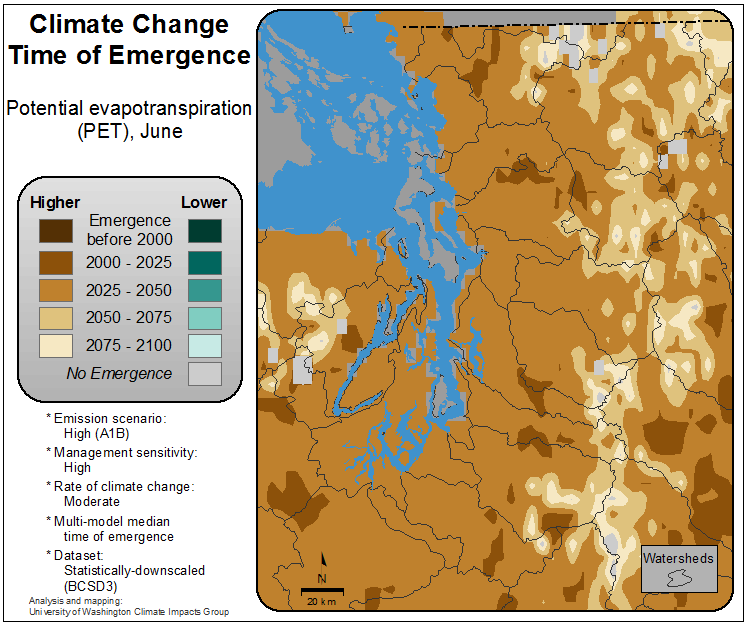 Climate Change
Time of Emergence
Potential evapotranspiration
(PET), June
Higher Lower
Emergence
before 2000
2000 - 2025
2025 - 2050
2050 - 2075
2075 - 2100
No Emergence
* Emission scenario:
High (A1B)
* Management sensitivity:
High
* Rate of climate change:
Moderate
* Multi-model median
time of emergence
* Dataset:
Statistically-downscaled
(BCSD3)
Analysis and mapping:
University of Washington Climate Impacts Group
N
20 km
Watersheds